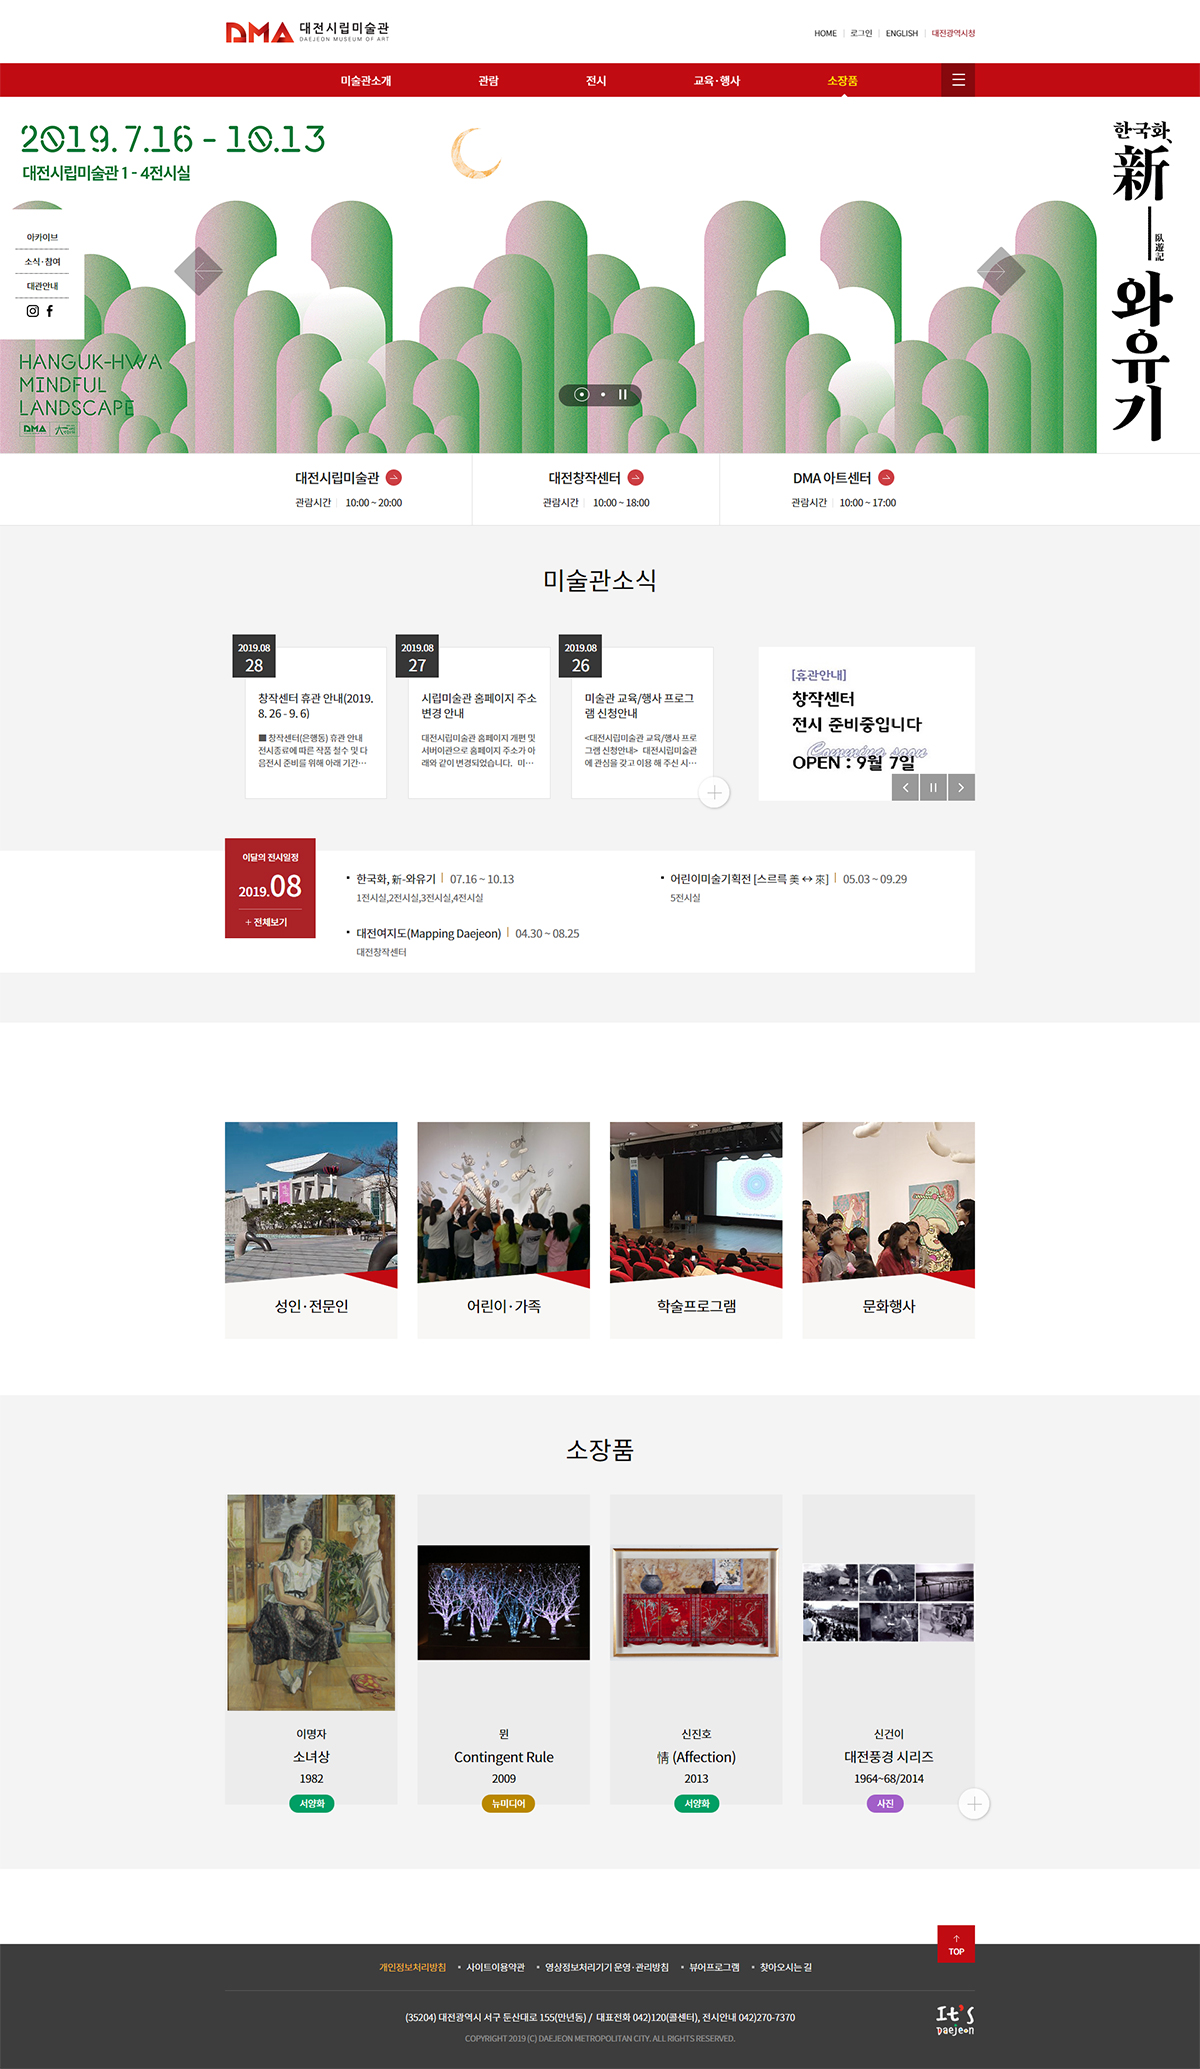 DMA 대전시립미술관
DAEJEON MUSEUM OF ART
HOME 로그인 ENGLISH 대전광역시청
미술관소개 관람 전시 교육·행사 소장품
2019. 7.16 - 10.13
대전시립미술관 1 - 4전시실
한국화,
新
臥遊記
와유기
아카이브
소식·참여
대관안내
HANGUK-HWA
MINDFUL
LANDSCAPE
DMA
대전시립미술관
관람시간 10:00 ~ 20:00
대전창작센터
관람시간 10:00 ~ 18:00
DMA 아트센터
관람시간 10:00 ~ 17:00
미술관소식
2019.08
28
창작센터 휴관 안내(2019.
8. 26 - 9. 6)
■ 창작센터(은행동) 휴관 안내
전시종료에 따른 작품 철수 및 다
음전시 준비를 위해 아래 기간…
2019.08
27
시립미술관 홈페이지 주소
변경 안내
대전시립미술관 홈페이지 개편 및
서버이관으로 홈페이지 주소가 아
래와 같이 변경되었습니다. 미…
2019.08
26
미술관 교육/행사 프로그
램 신청안내
<대전시립미술관 교육/행사 프로
그램 신청안내> 대전시립미술관
에 관심을 갖고 이용 해 주신 시…
[휴관안내]
창작센터
전시 준비중입니다
Comming soon
OPEN : 9월 7일
이달의 전시일정
2019.08
+ 전체보기
한국화, 新-와유기 07.16 ~ 10.13
1전시실,2전시실,3전시실,4전시실
어린이미술기획전 [스르륵 美 ↔ 來] 05.03 ~ 09.29
5전시실
대전여지도(Mapping Daejeon) 04.30 ~ 08.25
대전창작센터
성인·전문인
어린이·가족
학술프로그램
문화행사
소장품
이명자
소녀상
1982
서양화
뮌
Contingent Rule
2009
뉴미디어
신진호
情 (Affection)
2013
서양화
신건이
대전풍경 시리즈
1964~68/2014
사진
TOP
개인정보처리방침 ▪ 사이트이용약관 ▪ 영상정보처리기기 운영·관리방침 ▪ 뷰어프로그램 ▪ 찾아오시는 길
(35204) 대전광역시 서구 둔산대로 155(만년동) / 대표전화 042)120(콜센터), 전시안내 042)270-7370
COPYRIGHT 2019 (C) DAEJEON METROPOLITAN CITY. ALL RIGHTS RESERVED.
It's
Daejeon